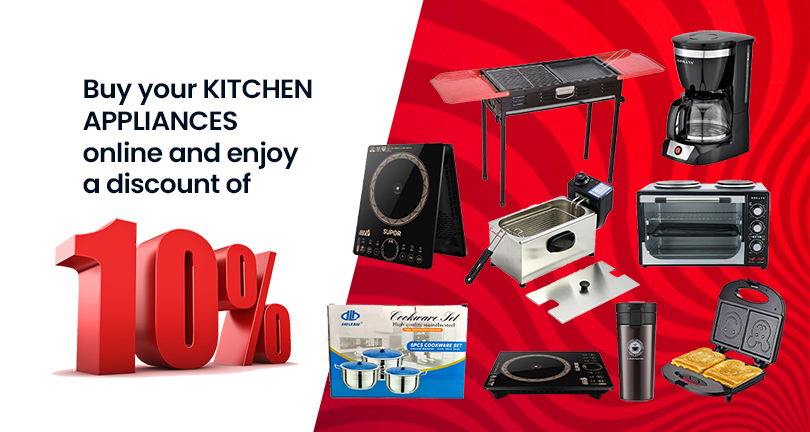 Buy your KITCHEN
APPLIANCES
online and enjoy
a discount of
10%
SUPOR
Cookware Set
High quality stainless steel
6PCS COOKWARE SET